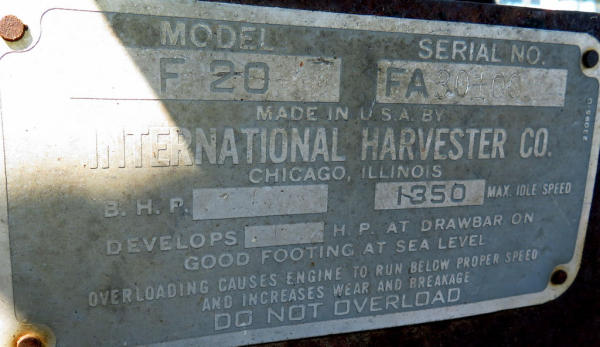 MODEL
SERIAL NO.
F 20
FA 30100
MADE IN U.S.A. BY
INTERNATIONAL HARVESTER CO.
CHICAGO, ILLINOIS
B. H. P.
1350 MAX. IDLE SPEED
DEVELOPS H. P. AT DRAWBAR ON
GOOD FOOTING AT SEA LEVEL
OVERLOADING CAUSES ENGINE TO RUN BELOW PROPER SPEED
AND INCREASES WEAR AND BREAKAGE
DO NOT OVERLOAD